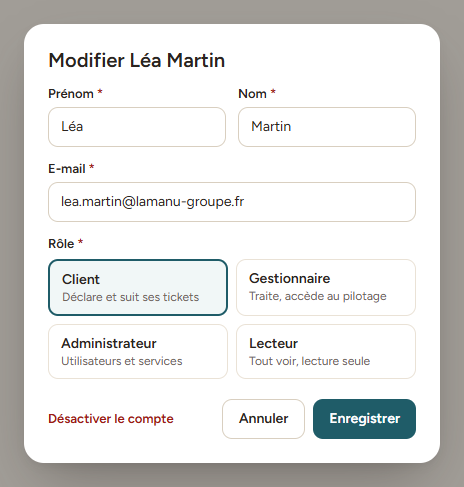 Modifier Léa Martin
Prénom * Nom *
Léa Martin
E-mail *
lea.martin@lamanu-groupe.fr
Rôle *
Client Gestionnaire
Déclare et suit ses tickets Traite, accède au pilotage
Administrateur Lecteur
Utilisateurs et services Tout voir, lecture seule
Désactiver le compte Annuler Enregistrer